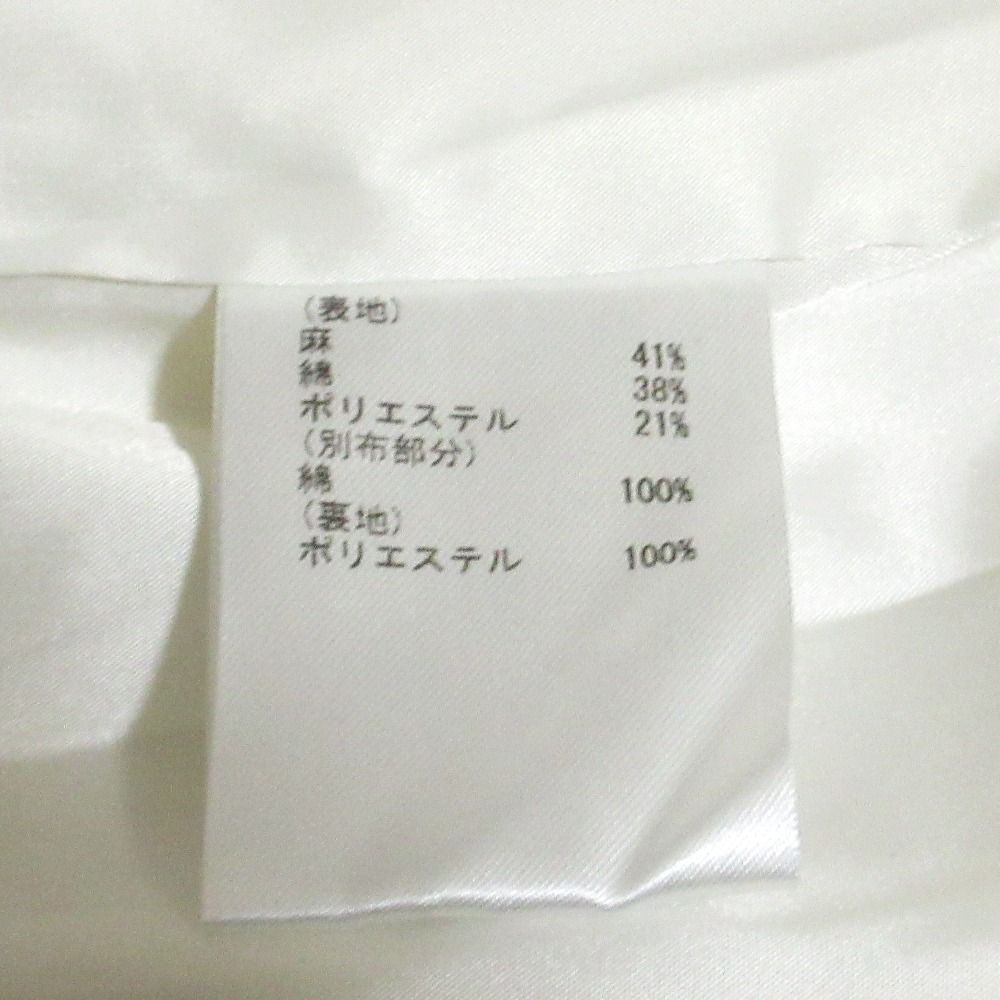 (表地)
麻 41%
綿 38%
ポリエステル 21%
(別布部分)
綿 100%
(裏地)
ポリエステル 100%